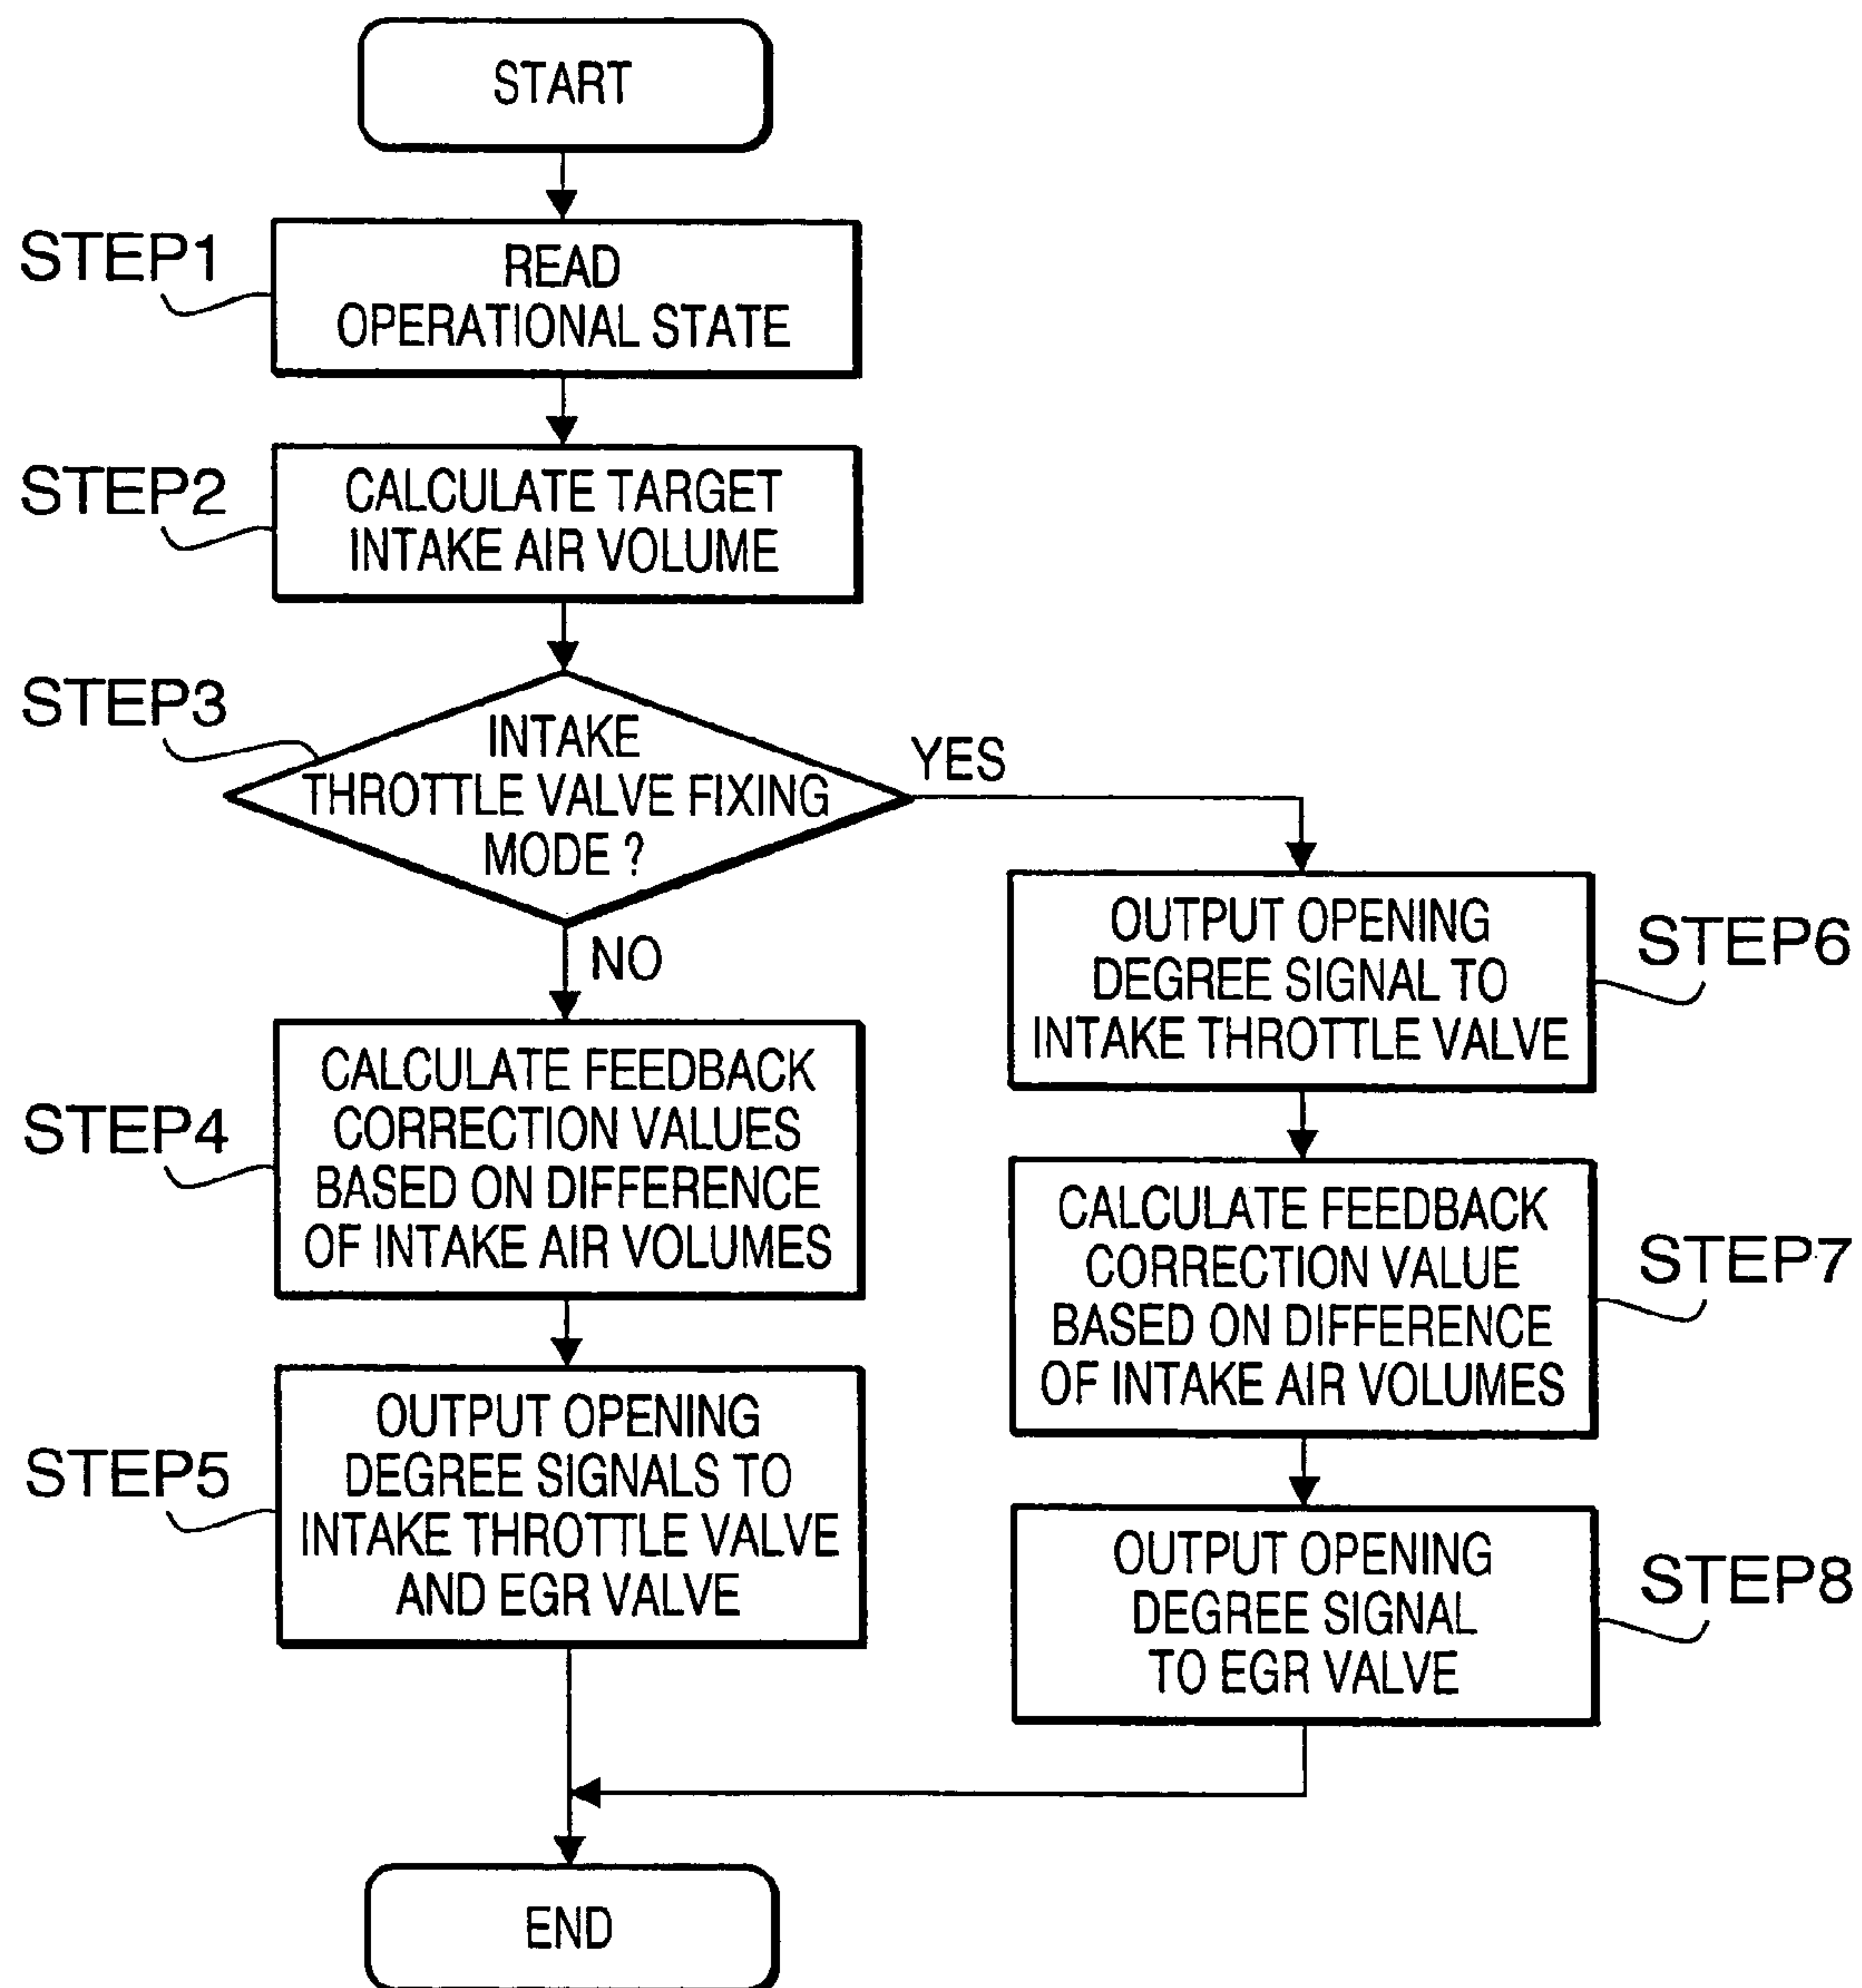 START
STEP1
READ
OPERATIONAL STATE
STEP2
CALCULATE TARGET
INTAKE AIR VOLUME
STEP3
INTAKE
THROTTLE VALVE FIXING
MODE ?
YES
NO
STEP4
CALCULATE FEEDBACK
CORRECTION VALUES
BASED ON DIFFERENCE
OF INTAKE AIR VOLUMES
STEP5
OUTPUT OPENING
DEGREE SIGNALS TO
INTAKE THROTTLE VALVE
AND EGR VALVE
OUTPUT OPENING
DEGREE SIGNAL TO
INTAKE THROTTLE VALVE
STEP6
CALCULATE FEEDBACK
CORRECTION VALUE
BASED ON DIFFERENCE
OF INTAKE AIR VOLUMES
STEP7
OUTPUT OPENING
DEGREE SIGNAL
TO EGR VALVE
STEP8
END